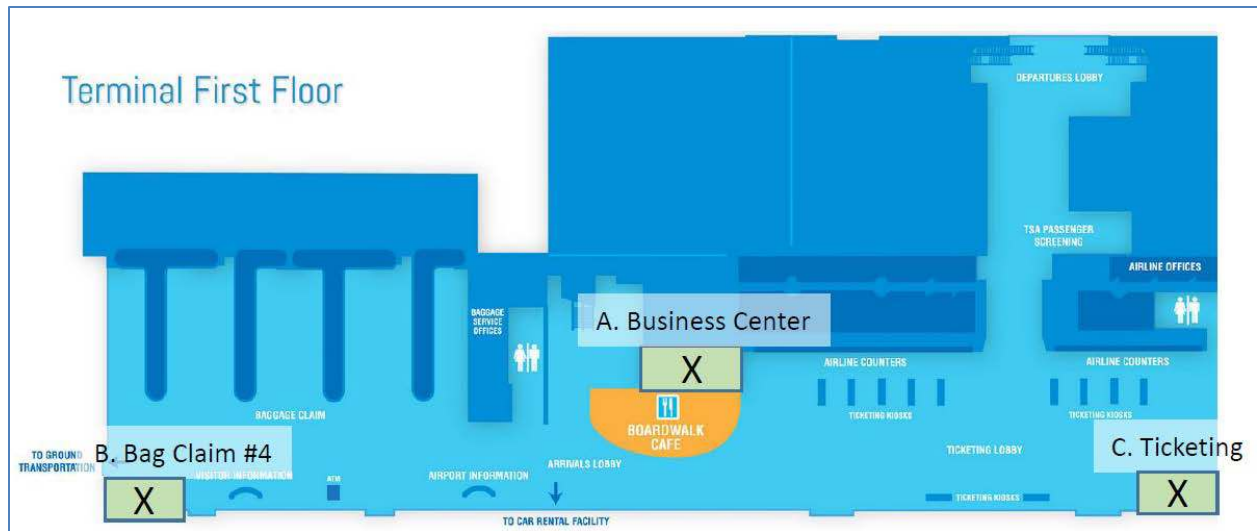 Terminal First Floor
DEPARTURES LOBBY
TSA PASSENGER
SCREENING
AIRLINE OFFICES
BAGGAGE
SERVICE
OFFICES
A. Business Center
X
AIRLINE COUNTERS
AIRLINE COUNTERS
TICKETING KIOSKS
TICKETING KIOSKS
BOARDWALK
CAFE
BAGGAGE CLAIM
TO GROUND
TRANSPORTATION
B. Bag Claim #4
X
VISITOR INFORMATION
ATM
AIRPORT INFORMATION
ARRIVALS LOBBY
TICKETING LOBBY
C. Ticketing
X
TICKETING KIOSKS
TO CAR RENTAL FACILITY